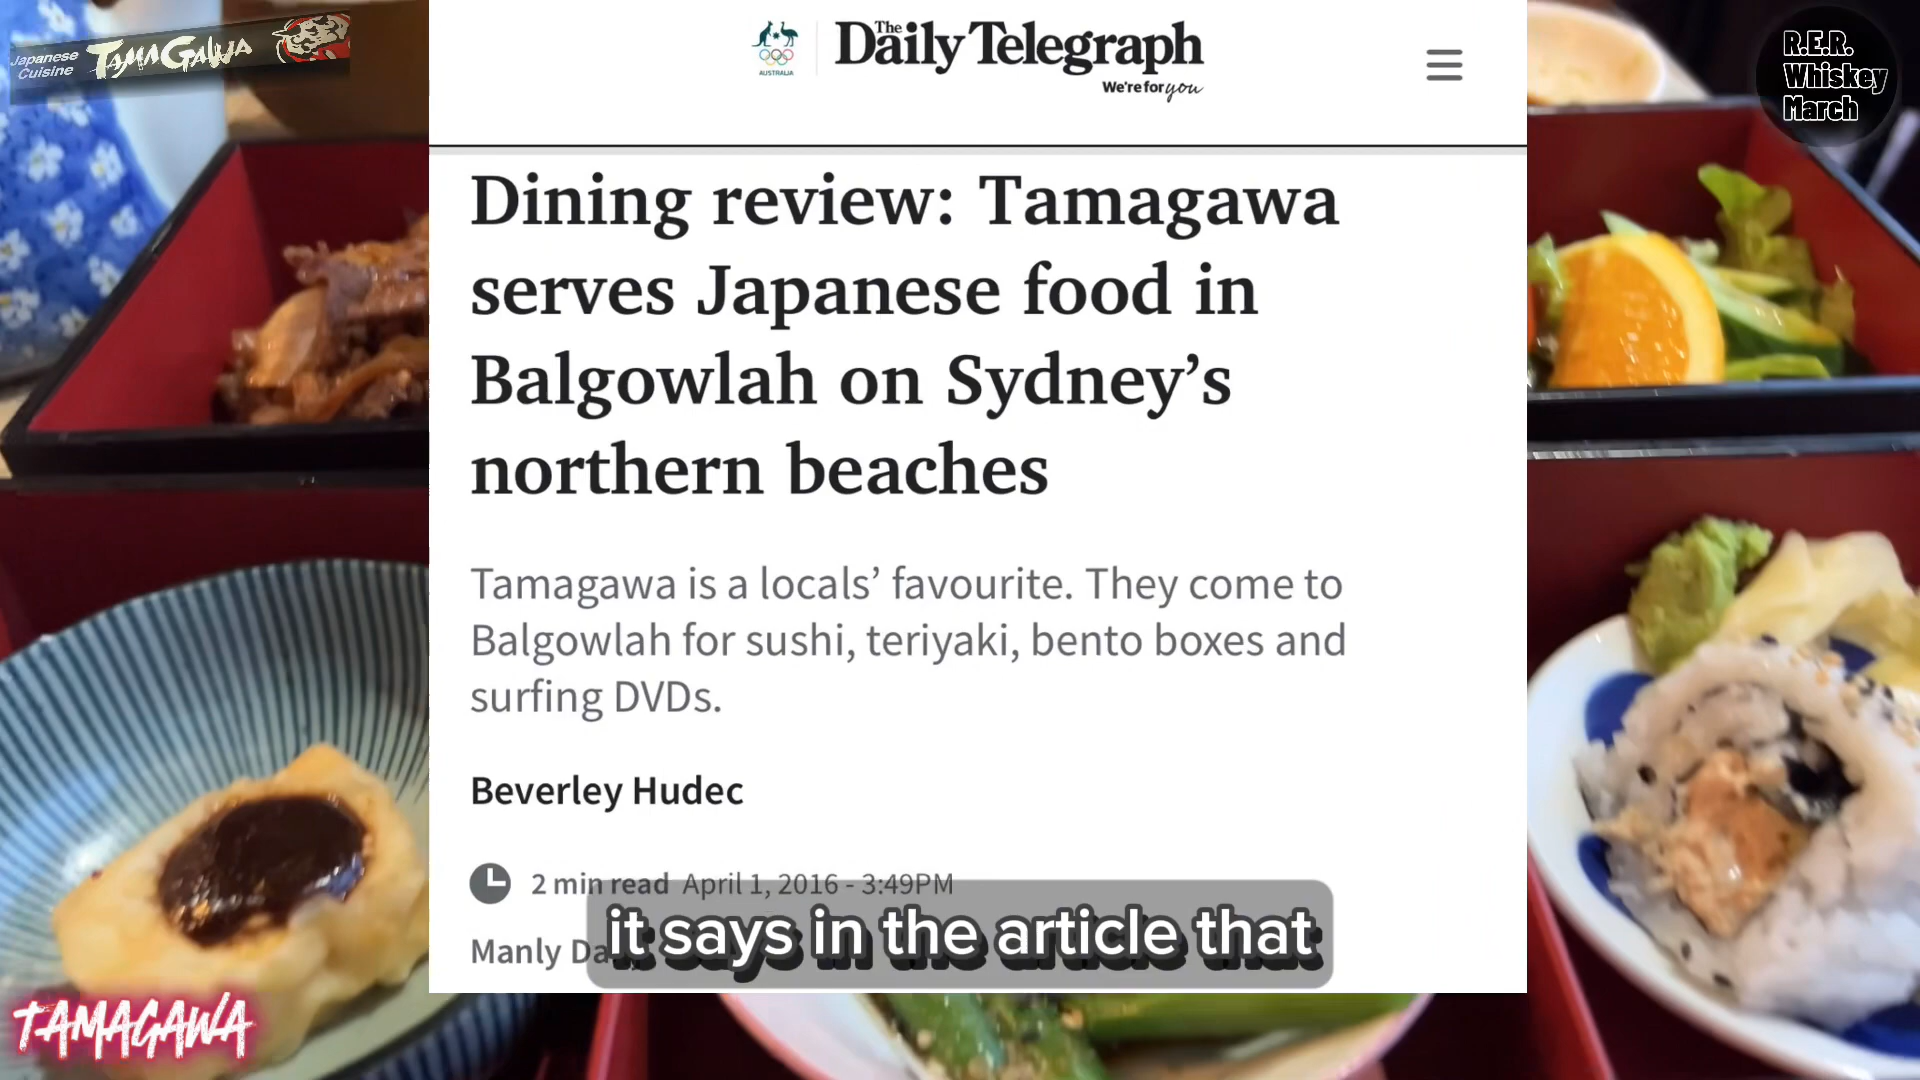 Japanese
Cuisine
TAMAGAWA
The
Daily Telegraph
AUSTRALIA
We're for you
R.E.R.
Whiskey
March
Dining review: Tamagawa
serves Japanese food in
Balgowlah on Sydney’s
northern beaches
Tamagawa is a locals’ favourite. They come to
Balgowlah for sushi, teriyaki, bento boxes and
surfing DVDs.
Beverley Hudec
2 min read April 1, 2016 - 3:49PM
Manly
it says in the article that
TAMAGAWA